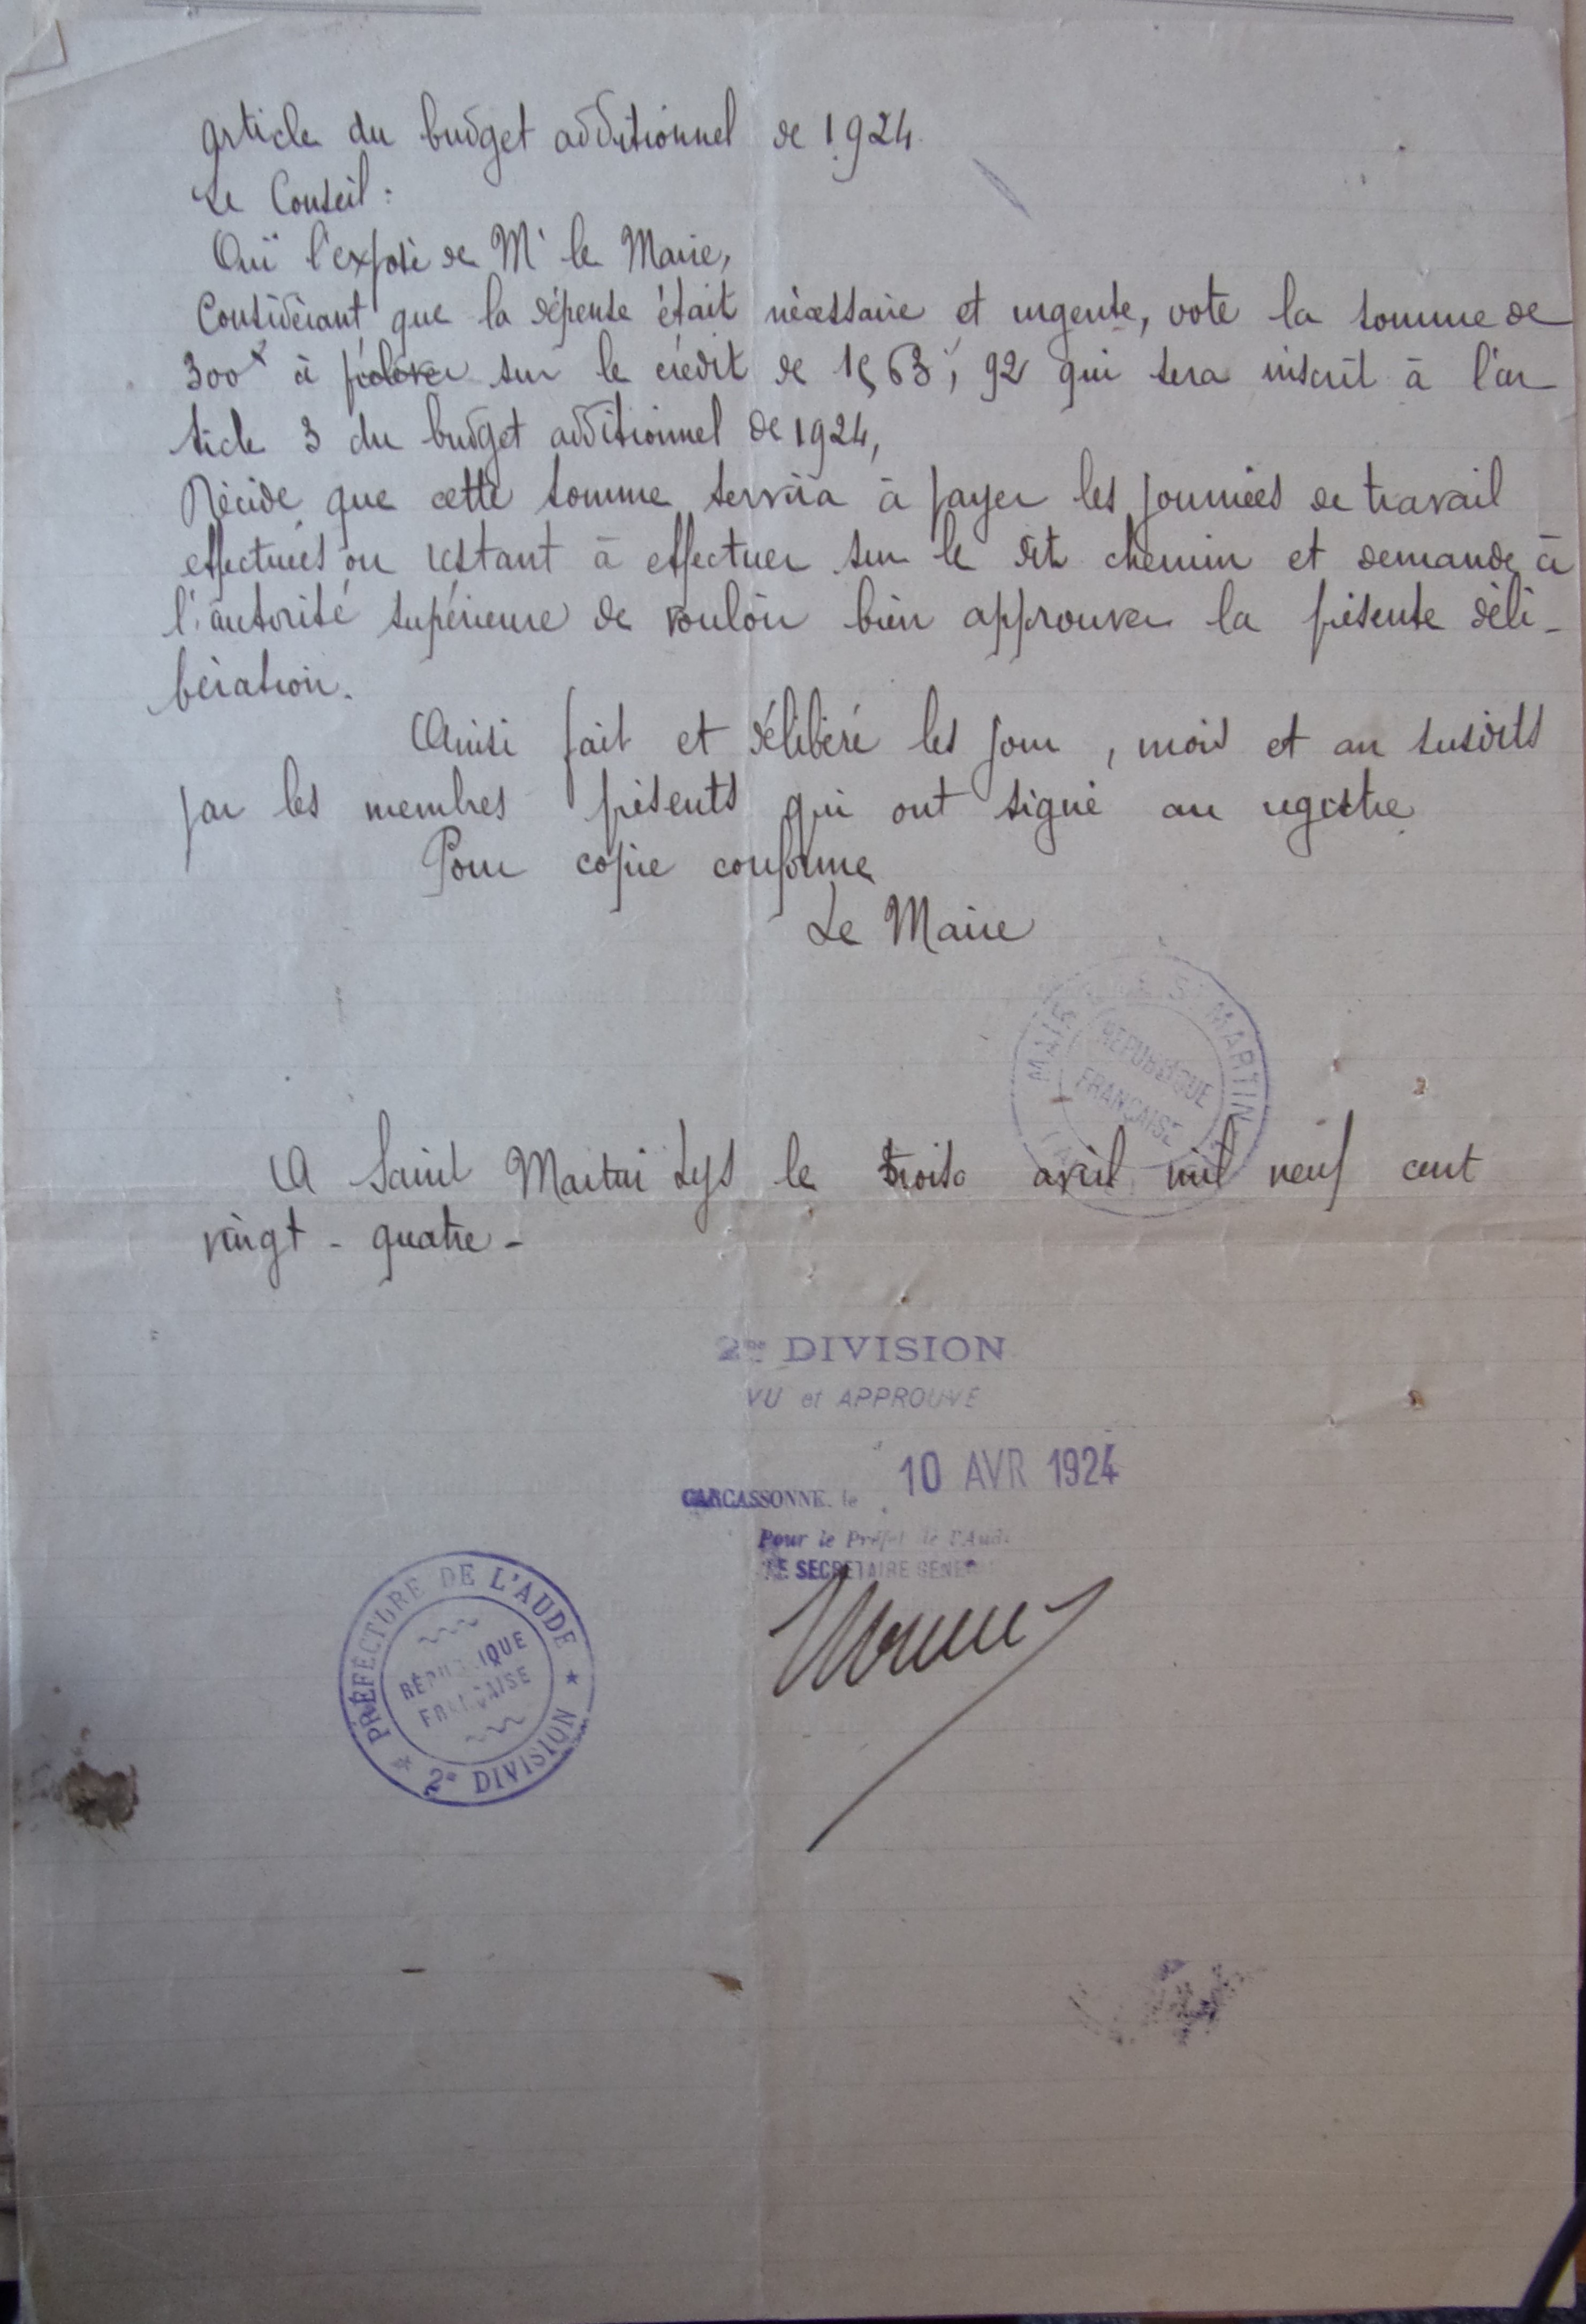 article du budget additionnel de 1924.
Le Conseil :
Ouï l'exposé de Mr le Maire,
Considérant que la dépense était nécessaire et urgente, vote la somme de
300f à prélever sur le crédit de 1563f, 92 qui sera inscrit à l'ar
ticle 3 du budget additionnel de 1924,
Décide que cette somme servira à payer les journées de travail
effectuées ou restant à effectuer sur le dit chemin et demande à
l'autorité supérieure de vouloir bien approuver la présente déli-
bération.
Ainsi fait et délibéré les jour, mois et an susdits
par les membres présents qui ont signé au registre.
Pour copie conforme
Le Maire
MAIRIE DE St MARTIN
RÉPUBLIQUE
FRANÇAISE
A Saint Martin Lys le trois avril mil neuf cent
vingt - quatre -
2me DIVISION
VU et APPROUVÉ
10 AVR 1924
CARCASSONNE, le
Pour le Préfet de l'Aude
LE SECRETAIRE GENER
PRÉFECTURE DE L'AUDE
RÉPUBLIQUE
FRANÇAISE
2e DIVISION